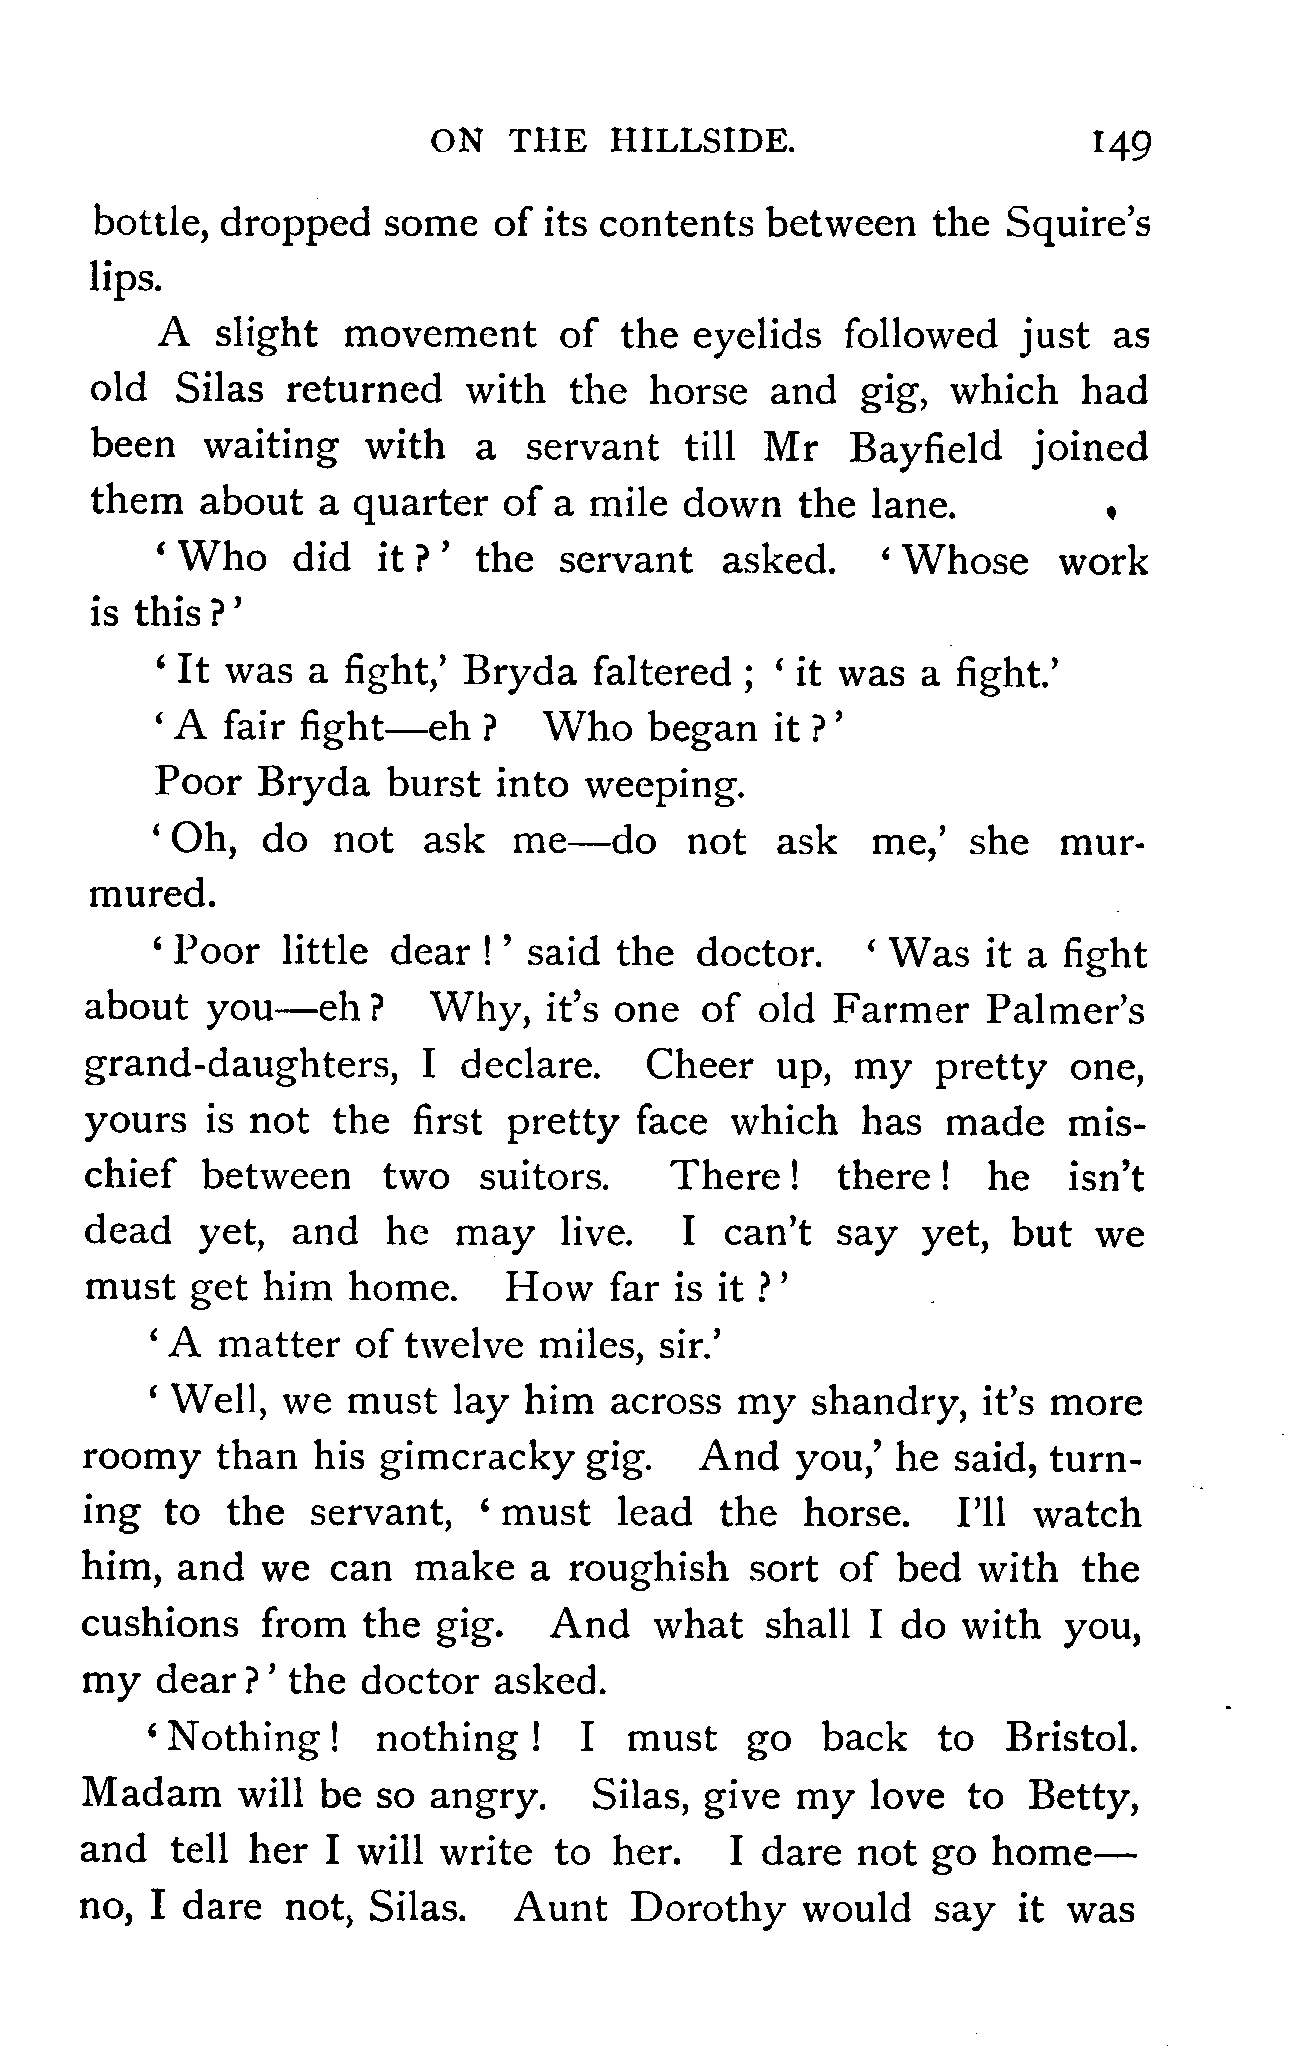 ON THE HILLSIDE. 149
bottle, dropped some of its contents between the Squire's
lips.
A slight movement of the eyelids followed just as
old Silas returned with the horse and gig, which had
been waiting with a servant till Mr Bayfield joined
them about a quarter of a mile down the lane.
‘Who did it?’ the servant asked. ‘Whose work
is this?’
‘It was a fight,’ Bryda faltered; ‘it was a fight.’
‘A fair fight—eh? Who began it?’
Poor Bryda burst into weeping.
‘Oh, do not ask me—do not ask me,’ she mur-
mured.
‘Poor little dear!’ said the doctor. ‘Was it a fight
about you—eh? Why, it's one of old Farmer Palmer's
grand-daughters, I declare. Cheer up, my pretty one,
yours is not the first pretty face which has made mis-
chief between two suitors. There! there! he isn't
dead yet, and he may live. I can't say yet, but we
must get him home. How far is it?’
‘A matter of twelve miles, sir.’
‘Well, we must lay him across my shandry, it's more
roomy than his gimcracky gig. And you,’ he said, turn-
ing to the servant, ‘must lead the horse. I'll watch
him, and we can make a roughish sort of bed with the
cushions from the gig. And what shall I do with you,
my dear?’ the doctor asked.
‘Nothing! nothing! I must go back to Bristol.
Madam will be so angry. Silas, give my love to Betty,
and tell her I will write to her. I dare not go home—
no, I dare not, Silas. Aunt Dorothy would say it was